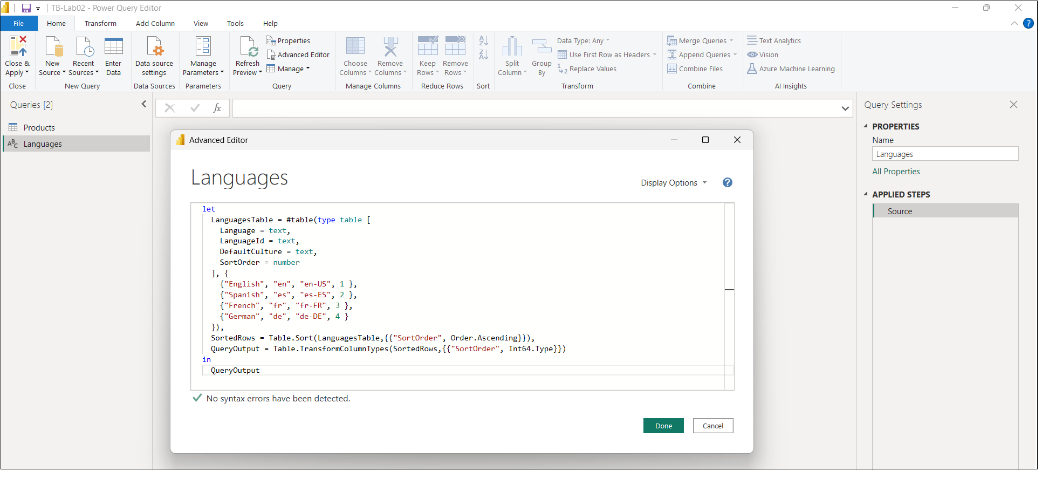 TB-Lab02 - Power Query Editor
File Home Transform Add Column View Tools Help
Close & Apply
New Source
Recent Sources
Enter Data
Data source settings
Manage Parameters
Refresh Preview
Properties
Advanced Editor
Manage
Choose Columns
Remove Columns
Keep Rows
Remove Rows
Split Column
Group By
Data Type: Any
Use First Row as Headers
Replace Values
Merge Queries
Append Queries
Combine Files
Text Analytics
Vision
Azure Machine Learning
Close New Query Data Sources Parameters Query Manage Columns Reduce Rows Sort Transform Combine AI Insights
Queries [2]
Products
ABC Languages
fx
Advanced Editor
Languages
Display Options
let
LanguagesTable = #table(type table [
Language = text,
LanguageId = text,
DefaultCulture = text,
SortOrder = number
], {
{"English", "en", "en-US", 1 },
{"Spanish", "es", "es-ES", 2 },
{"French", "fr", "fr-FR", 3 },
{"German", "de", "de-DE", 4 }
}),
SortedRows = Table.Sort(LanguagesTable,{{"SortOrder", Order.Ascending}}),
QueryOutput = Table.TransformColumnTypes(SortedRows,{{"SortOrder", Int64.Type}})
in
QueryOutput
No syntax errors have been detected.
Done Cancel
Query Settings
PROPERTIES
Name
Languages
All Properties
APPLIED STEPS
Source